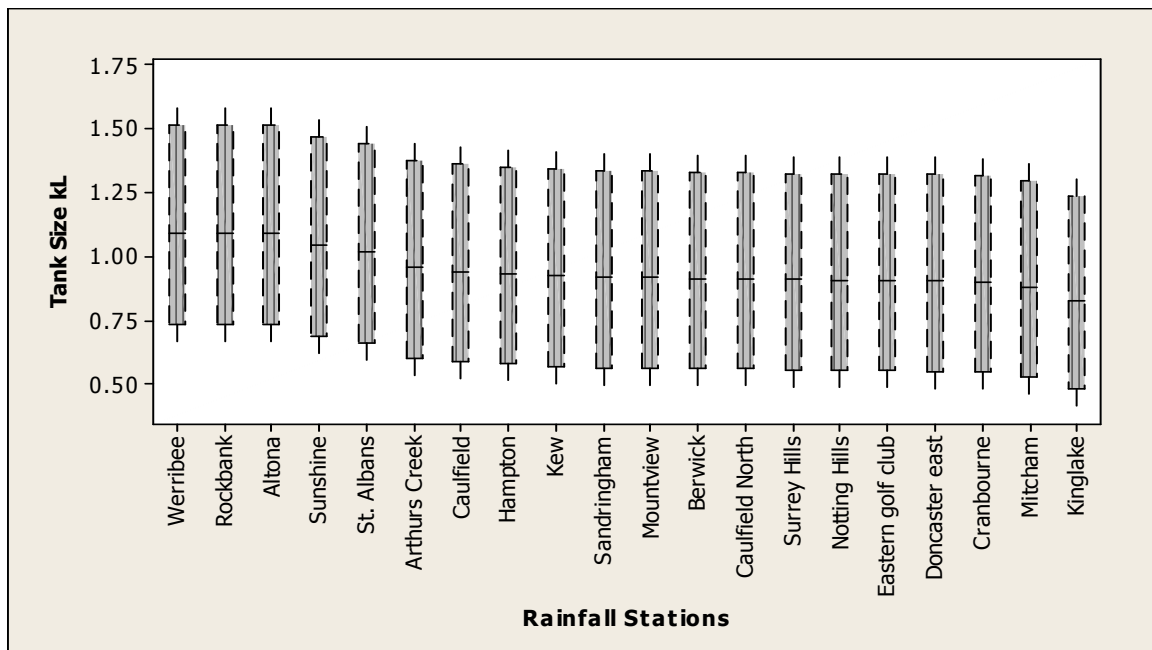 Tank Size kL
1.75
1.50
1.25
1.00
0.75
0.50
Werribee
Rockbank
Altona
Sunshine
St. Albans
Arthurs Creek
Caulfield
Hampton
Kew
Sandringham
Mountview
Berwick
Caulfield North
Surrey Hills
Notting Hills
Eastern golf club
Doncaster east
Cranbourne
Mitcham
Kinglake
Rainfall Stations